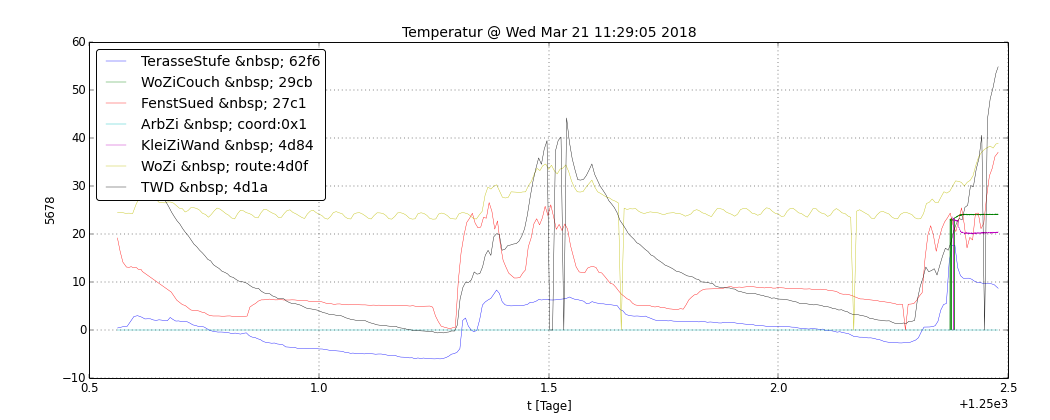 Temperatur @ Wed Mar 21 11:29:05 2018
60
50
40
30
20
10
0
−10
5678
TerasseStufe &nbsp; 62f6
WoZiCouch &nbsp; 29cb
FenstSued &nbsp; 27c1
ArbZi &nbsp; coord:0x1
KleiZiWand &nbsp; 4d84
WoZi &nbsp; route:4d0f
TWD &nbsp; 4d1a
0.5 1.0 1.5 2.0 2.5
t [Tage]
+1.25e3